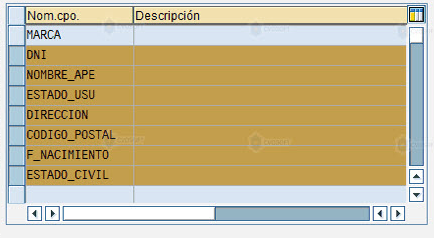 Nom.cpo. Descripción
MARCA
DNI
NOMBRE_APE
ESTADO_USU
DIRECCION
CODIGO_POSTAL
F_NACIMIENTO
ESTADO_CIVIL